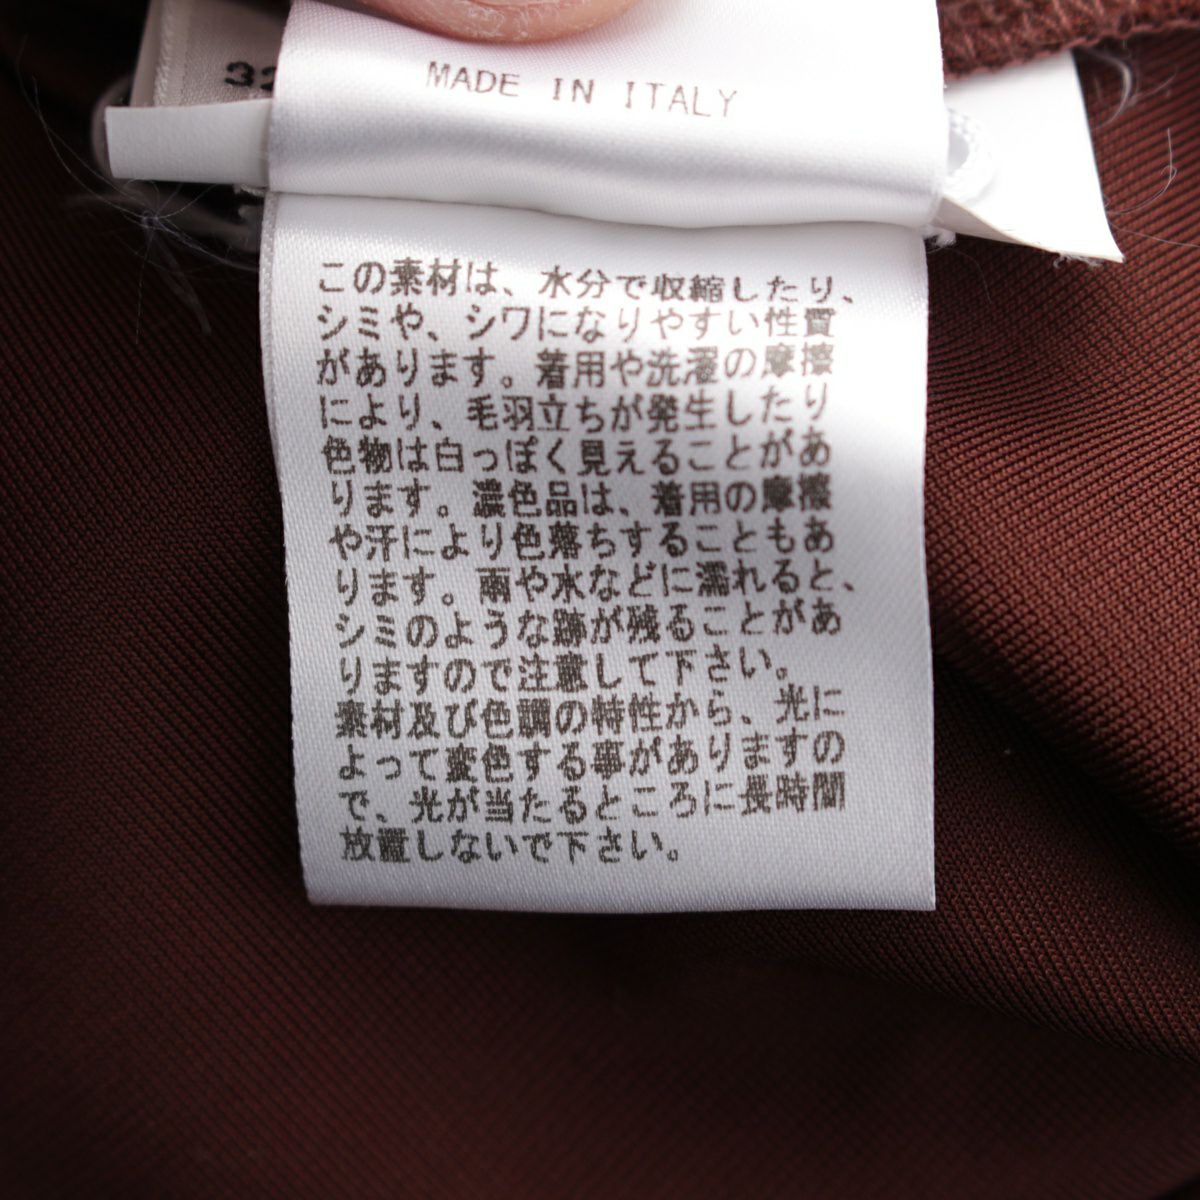 32
MADE IN ITALY
この素材は、水分で収縮したり、
シミや、シワになりやすい性質
があります。着用や洗濯の摩擦
により、毛羽立ちが発生したり
色物は白っぽく見えることがあ
ります。濃色品は、着用の摩擦
や汗により色落ちすることもあ
ります。雨や水などに濡れると、
シミのような跡が残ることがあ
りますので注意して下さい。
素材及び色調の特性から、光に
よって変色する事がありますの
で、光が当たるところに長時間
放置しないで下さい。